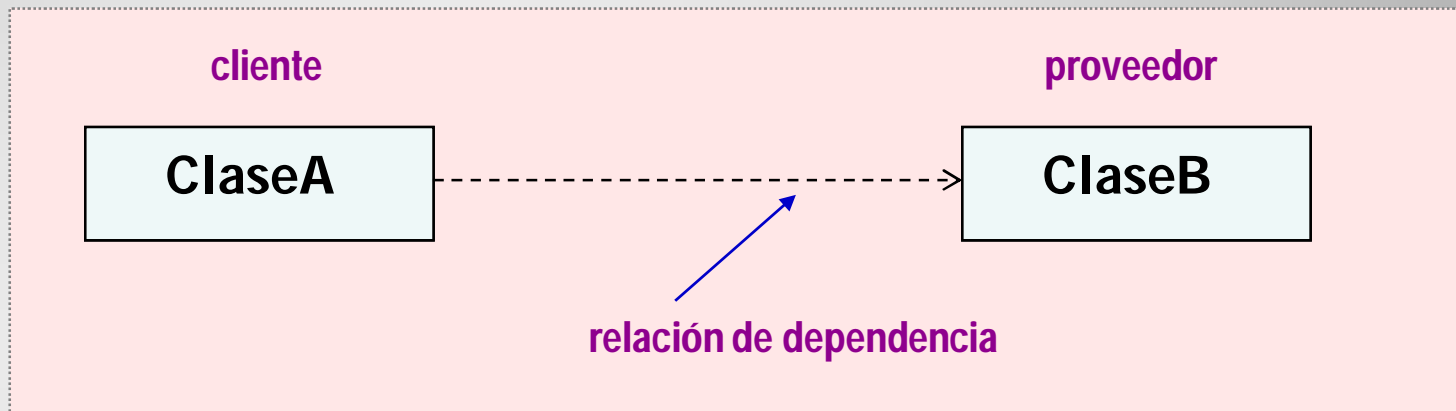 cliente
proveedor
ClaseA
ClaseB
relación de dependencia